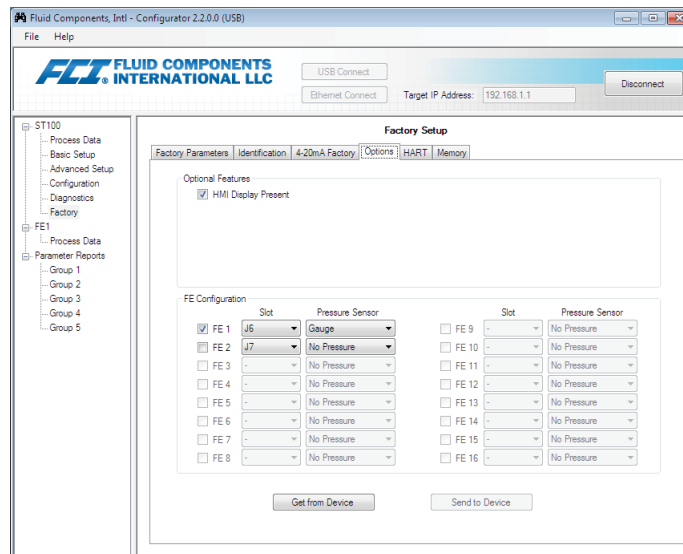 Fluid Components, Intl - Configurator 2.2.0.0 (USB)
File Help
FCI FLUID COMPONENTS
® INTERNATIONAL LLC
USB Connect
Ethernet Connect
Target IP Address: 192.168.1.1
Disconnect
ST100
Process Data
Basic Setup
Advanced Setup
Configuration
Diagnostics
Factory
FE1
Process Data
Parameter Reports
Group 1
Group 2
Group 3
Group 4
Group 5
Factory Setup
Factory Parameters Identification 4-20mA Factory Options HART Memory
Optional Features
HMI Display Present
FE Configuration
Slot Pressure Sensor Slot Pressure Sensor
FE 1 J6 Gauge FE 9 - No Pressure
FE 2 J7 No Pressure FE 10 - No Pressure
FE 3 - No Pressure FE 11 - No Pressure
FE 4 - No Pressure FE 12 - No Pressure
FE 5 - No Pressure FE 13 - No Pressure
FE 6 - No Pressure FE 14 - No Pressure
FE 7 - No Pressure FE 15 - No Pressure
FE 8 - No Pressure FE 16 - No Pressure
Get from Device Send to Device